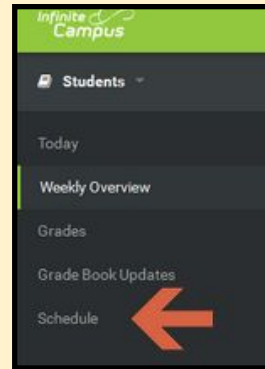 Infinite
Campus
Students
Today
Weekly Overview
Grades
Grade Book Updates
Schedule